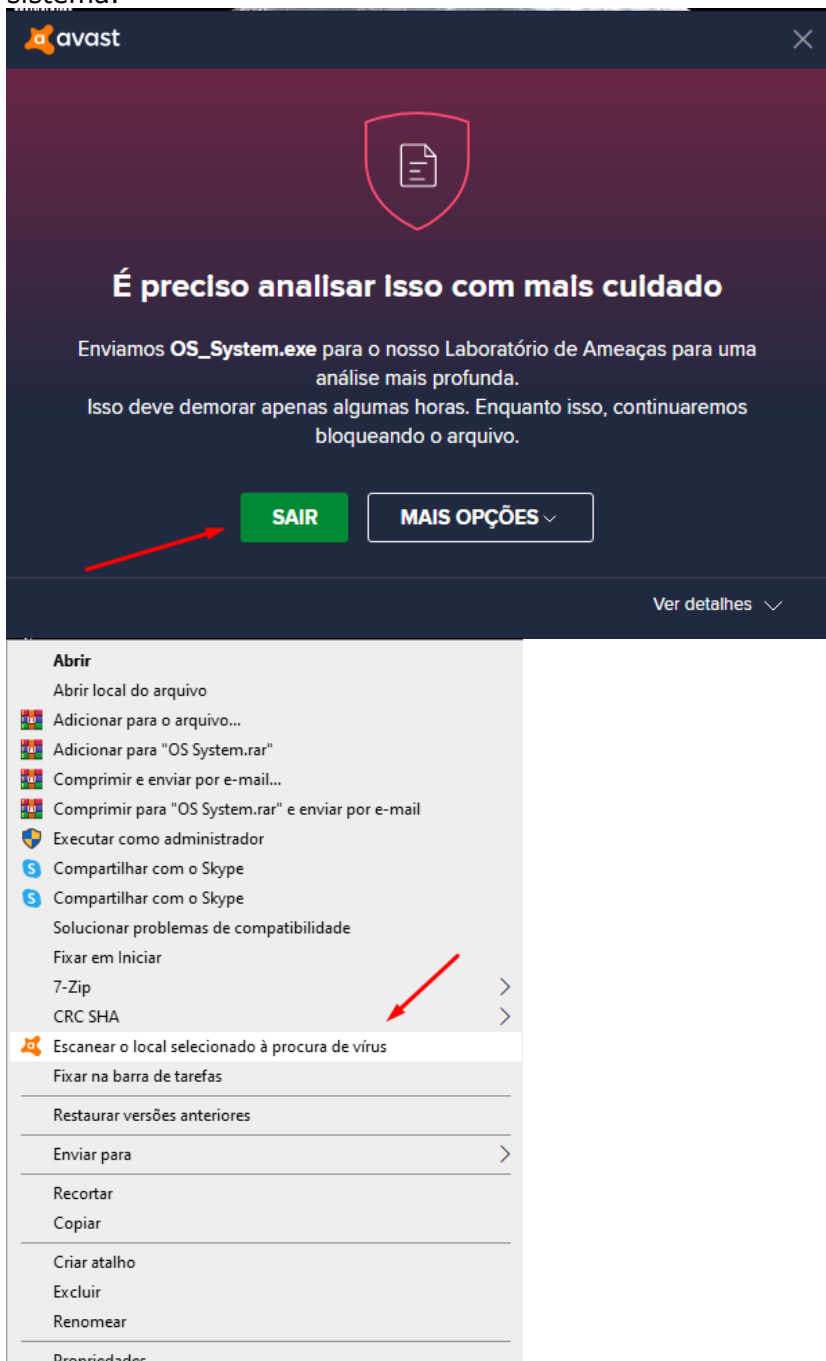 sistema.
avast
É preciso analisar isso com mais cuidado
Enviamos OS_System.exe para o nosso Laboratório de Ameaças para uma
análise mais profunda.
Isso deve demorar apenas algumas horas. Enquanto isso, continuaremos
bloqueando o arquivo.
SAIR
MAIS OPÇÕES
Ver detalhes
Abrir
Abrir local do arquivo
Adicionar para o arquivo...
Adicionar para "OS System.rar"
Comprimir e enviar por e-mail...
Comprimir para "OS System.rar" e enviar por e-mail
Executar como administrador
Compartilhar com o Skype
Compartilhar com o Skype
Solucionar problemas de compatibilidade
Fixar em Iniciar
7-Zip
CRC SHA
Escanear o local selecionado à procura de vírus
Fixar na barra de tarefas
Restaurar versões anteriores
Enviar para
Recortar
Copiar
Criar atalho
Excluir
Renomear
Propriedades